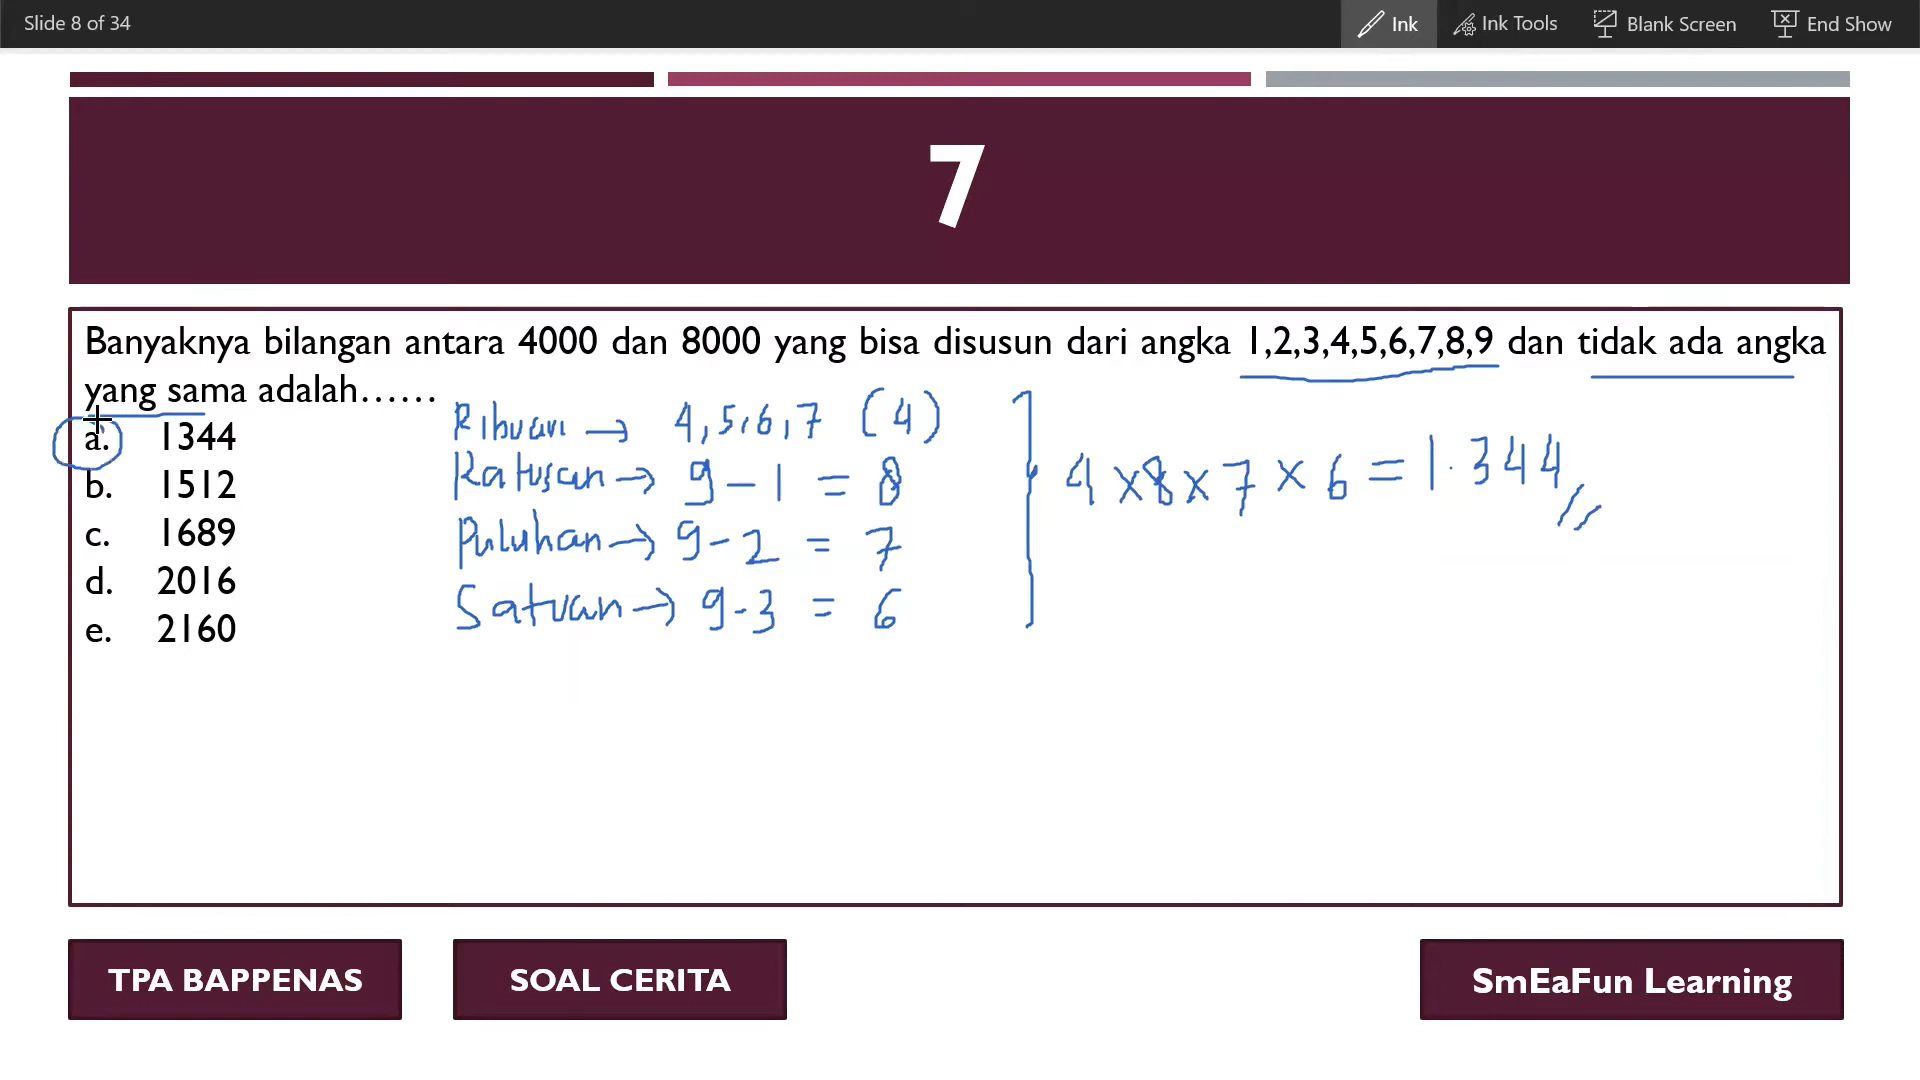 Slide 8 of 34
Ink
Ink Tools
Blank Screen
End Show
7
Banyaknya bilangan antara 4000 dan 8000 yang bisa disusun dari angka 1,2,3,4,5,6,7,8,9 dan tidak ada angka
yang sama adalah......
a. 1344
b. 1512
c. 1689
d. 2016
e. 2160
Ribuan → 4,5,6,7 (4)
Ratusan → 9 - 1 = 8
Puluhan → 9 - 2 = 7
Satuan → 9 - 3 = 6
4 x 8 x 7 x 6 = 1.344 //
TPA BAPPENAS
SOAL CERITA
SmEaFun Learning